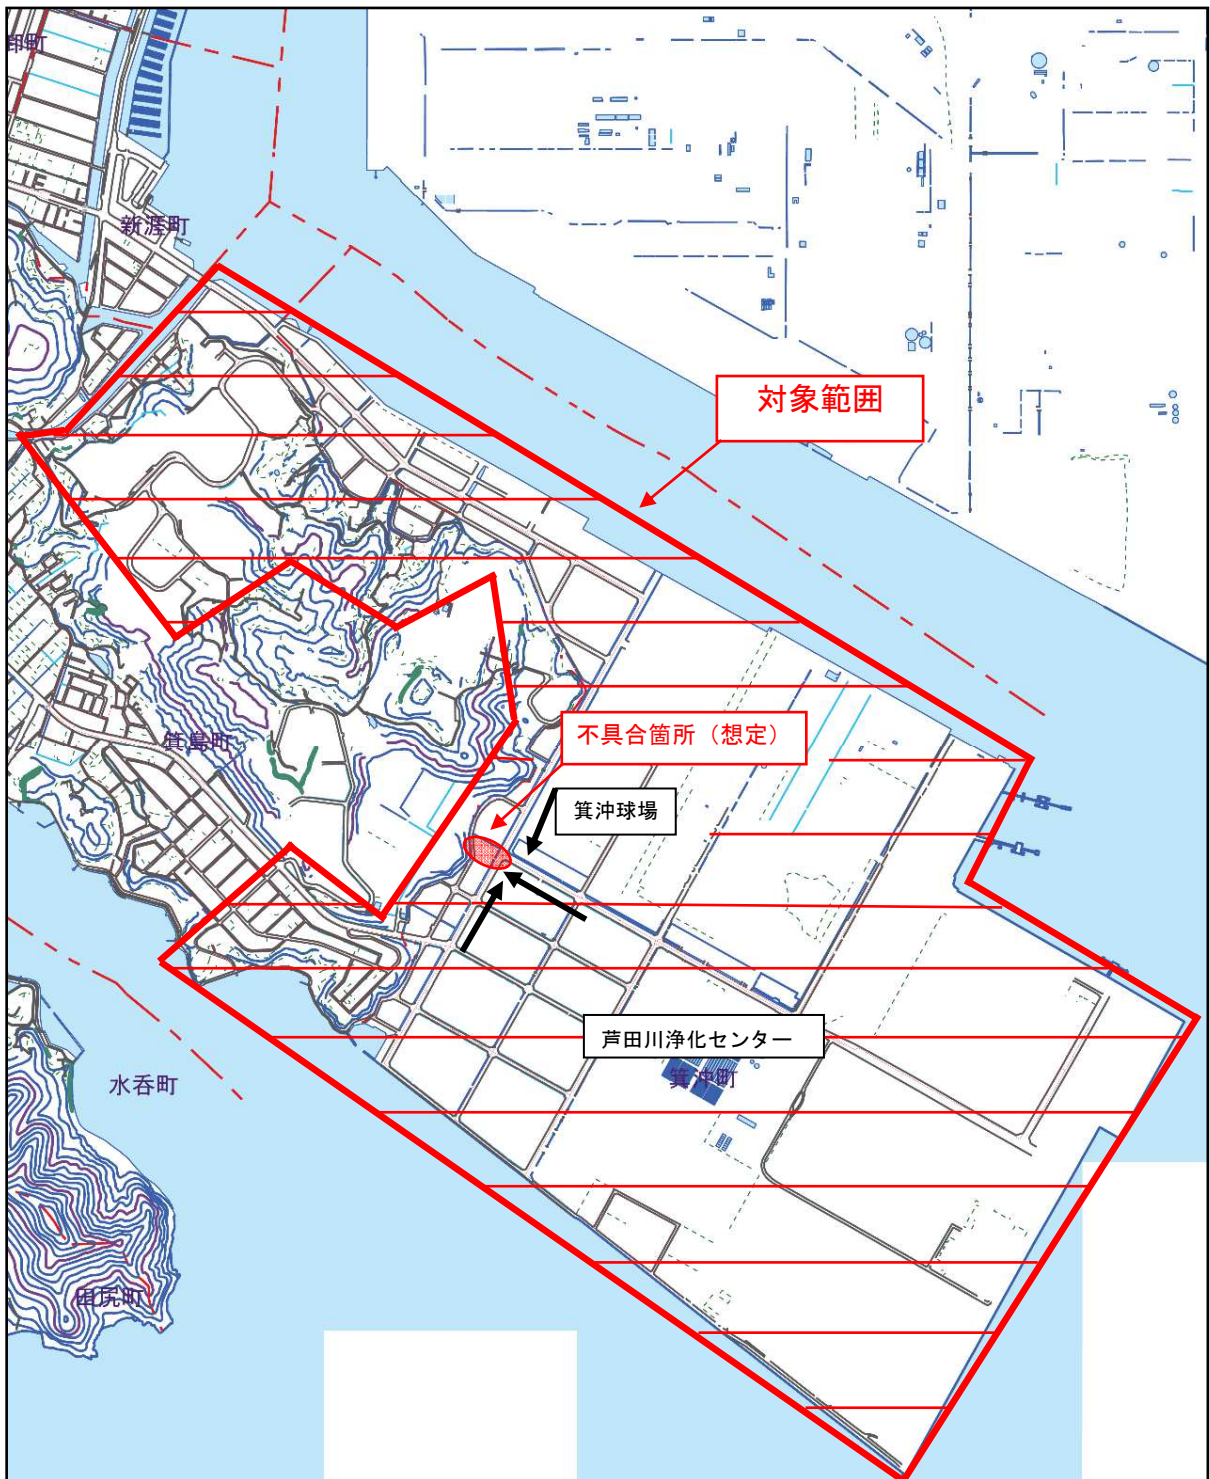 新涯町
対象範囲
不具合箇所（想定）
箕島町
箕沖球場
芦田川浄化センター
箕沖町
水呑町
田尻町